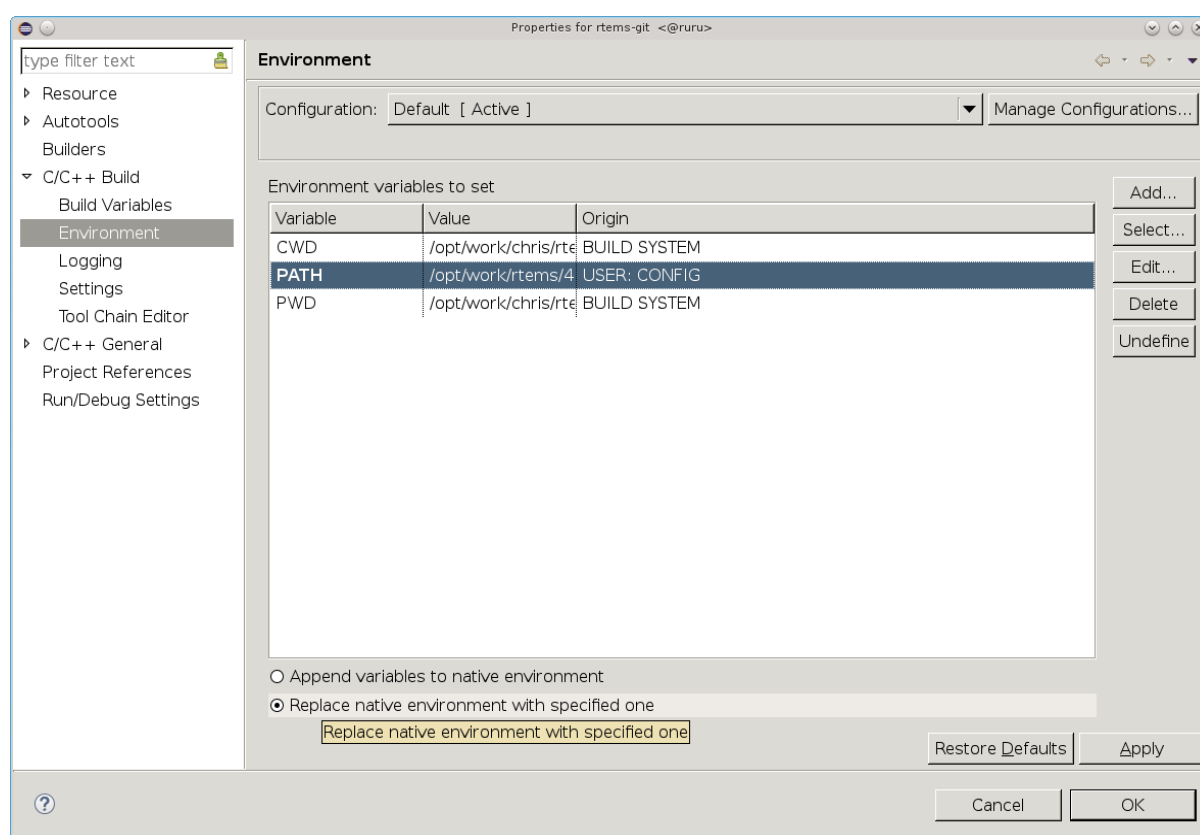 Properties for rtems-git <@ruru>
type filter text
Environment
Resource
Autotools
Builders
C/C++ Build
Build Variables
Environment
Logging
Settings
Tool Chain Editor
C/C++ General
Project References
Run/Debug Settings
Configuration: Default [ Active ] Manage Configurations...
Environment variables to set
Variable Value Origin
CWD /opt/work/chris/rte BUILD SYSTEM
PATH /opt/work/rtems/4 USER: CONFIG
PWD /opt/work/chris/rte BUILD SYSTEM
Add...
Select...
Edit...
Delete
Undefine
Append variables to native environment
Replace native environment with specified one
Replace native environment with specified one
Restore Defaults Apply
? Cancel OK